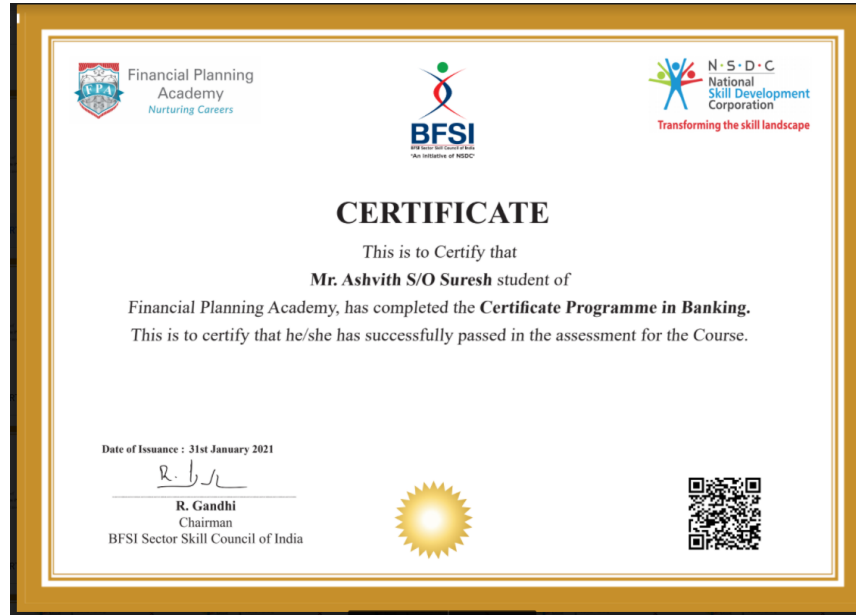 FPA
Financial Planning
Academy
Nurturing Careers
BFSI
BFSI Sector Skill Council of India
"An initiative of NSDC"
N·S·D·C
National
Skill Development
Corporation
Transforming the skill landscape
CERTIFICATE
This is to Certify that
Mr. Ashvith S/O Suresh student of
Financial Planning Academy, has completed the Certificate Programme in Banking.
This is to certify that he/she has successfully passed in the assessment for the Course.
Date of Issuance : 31st January 2021
R. Gandhi
Chairman
BFSI Sector Skill Council of India